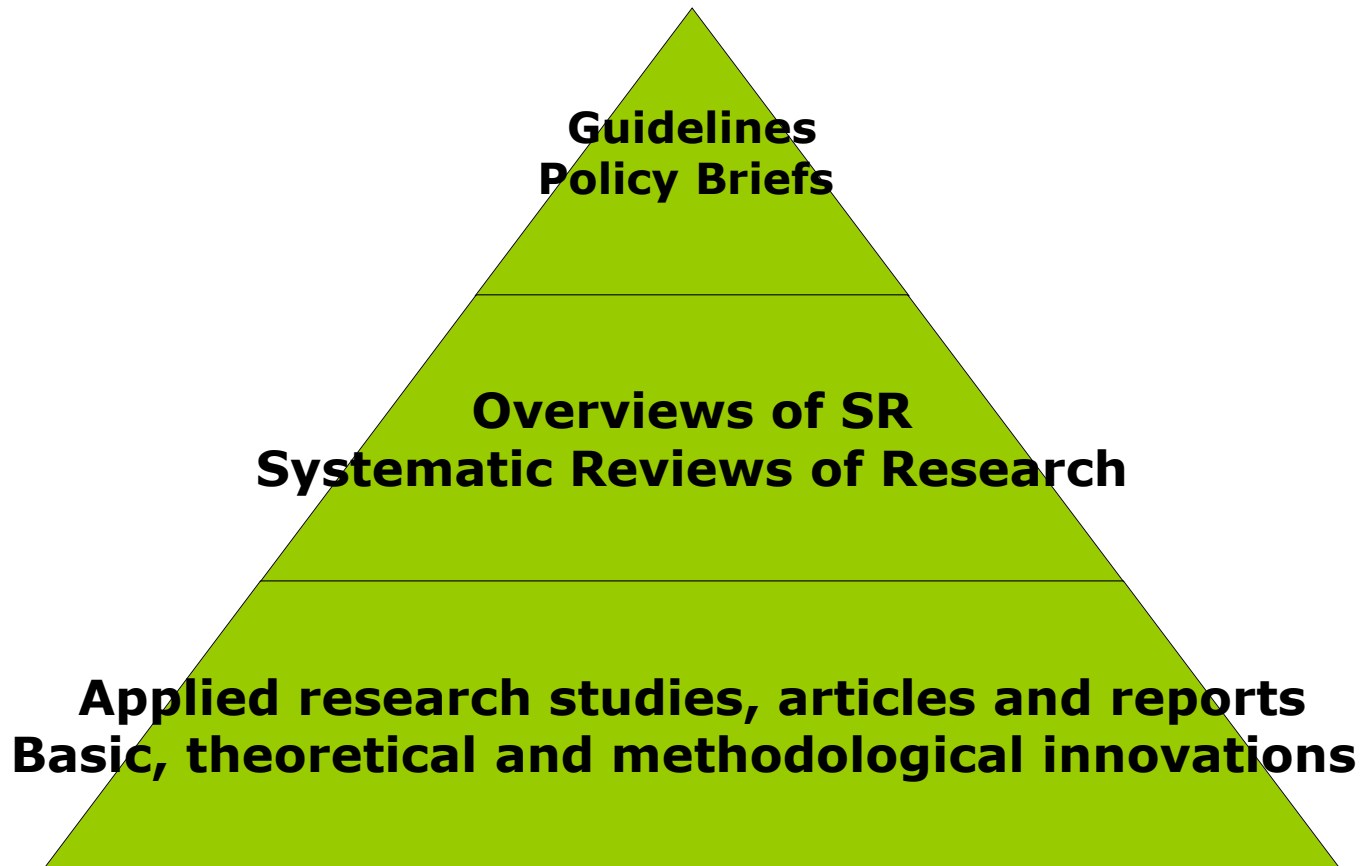 Guidelines
Policy Briefs
Overviews of SR
Systematic Reviews of Research
Applied research studies, articles and reports
Basic, theoretical and methodological innovations